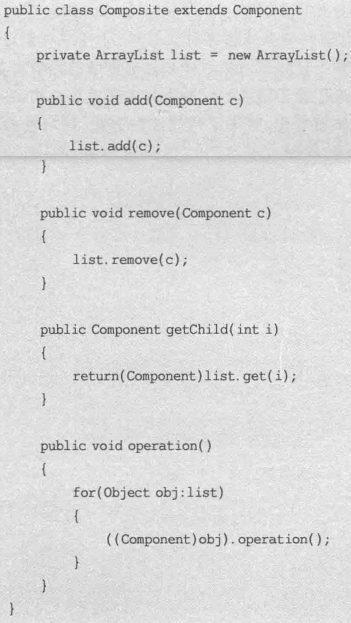 public class Composite extends Component
{
private ArrayList list = new ArrayList();
public void add(Component c)
{
list.add(c);
}
public void remove(Component c)
{
list.remove(c);
}
public Component getChild(int i)
{
return(Component)list.get(i);
}
public void operation()
{
for(Object obj:list)
{
((Component)obj).operation();
}
}
}